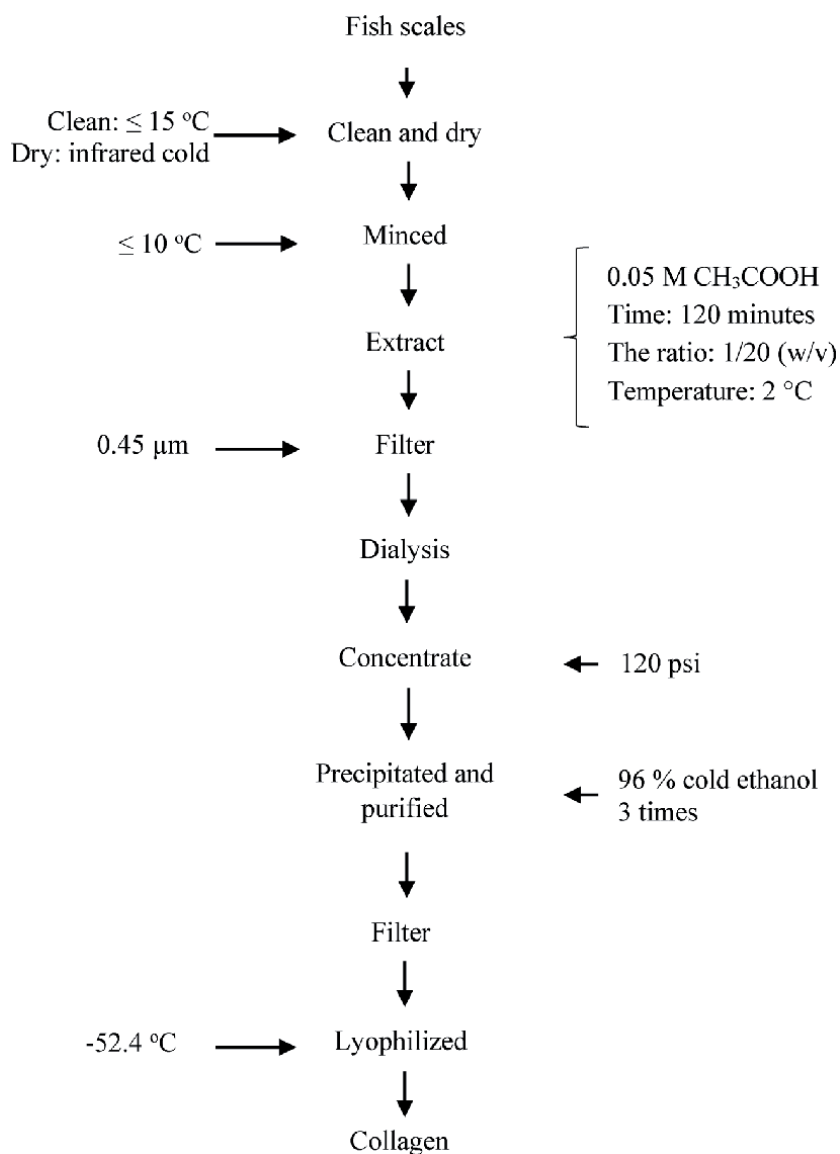 Fish scales
Clean: ≤ 15 °C
Dry: infrared cold
Clean and dry
≤ 10 °C
Minced
0.05 M CH₃COOH
Time: 120 minutes
The ratio: 1/20 (w/v)
Temperature: 2 °C
Extract
0.45 μm
Filter
Dialysis
Concentrate
120 psi
Precipitated and
purified
96 % cold ethanol
3 times
Filter
-52.4 °C
Lyophilized
Collagen